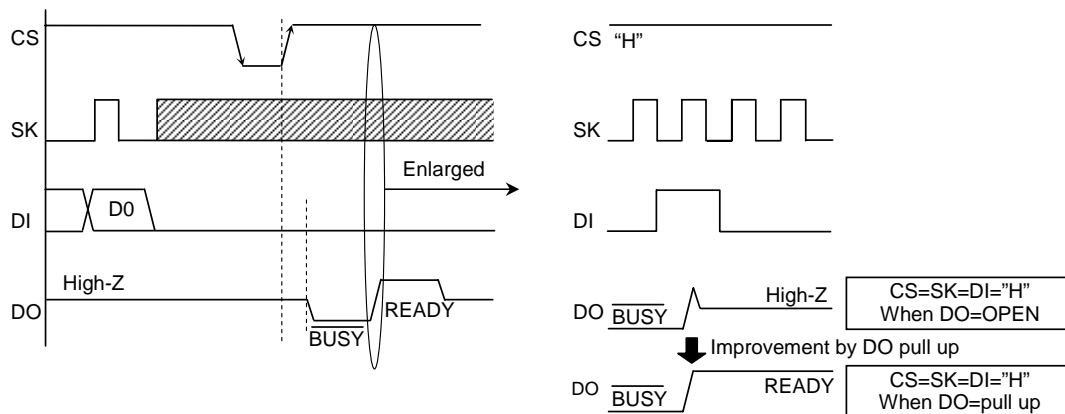 CS
SK
Enlarged
DI
D0
High-Z
DO
READY
BUSY
CS "H"
SK
DI
DO
BUSY
High-Z
CS=SK=DI="H"
When DO=OPEN
Improvement by DO pull up
DO
BUSY
READY
CS=SK=DI="H"
When DO=pull up